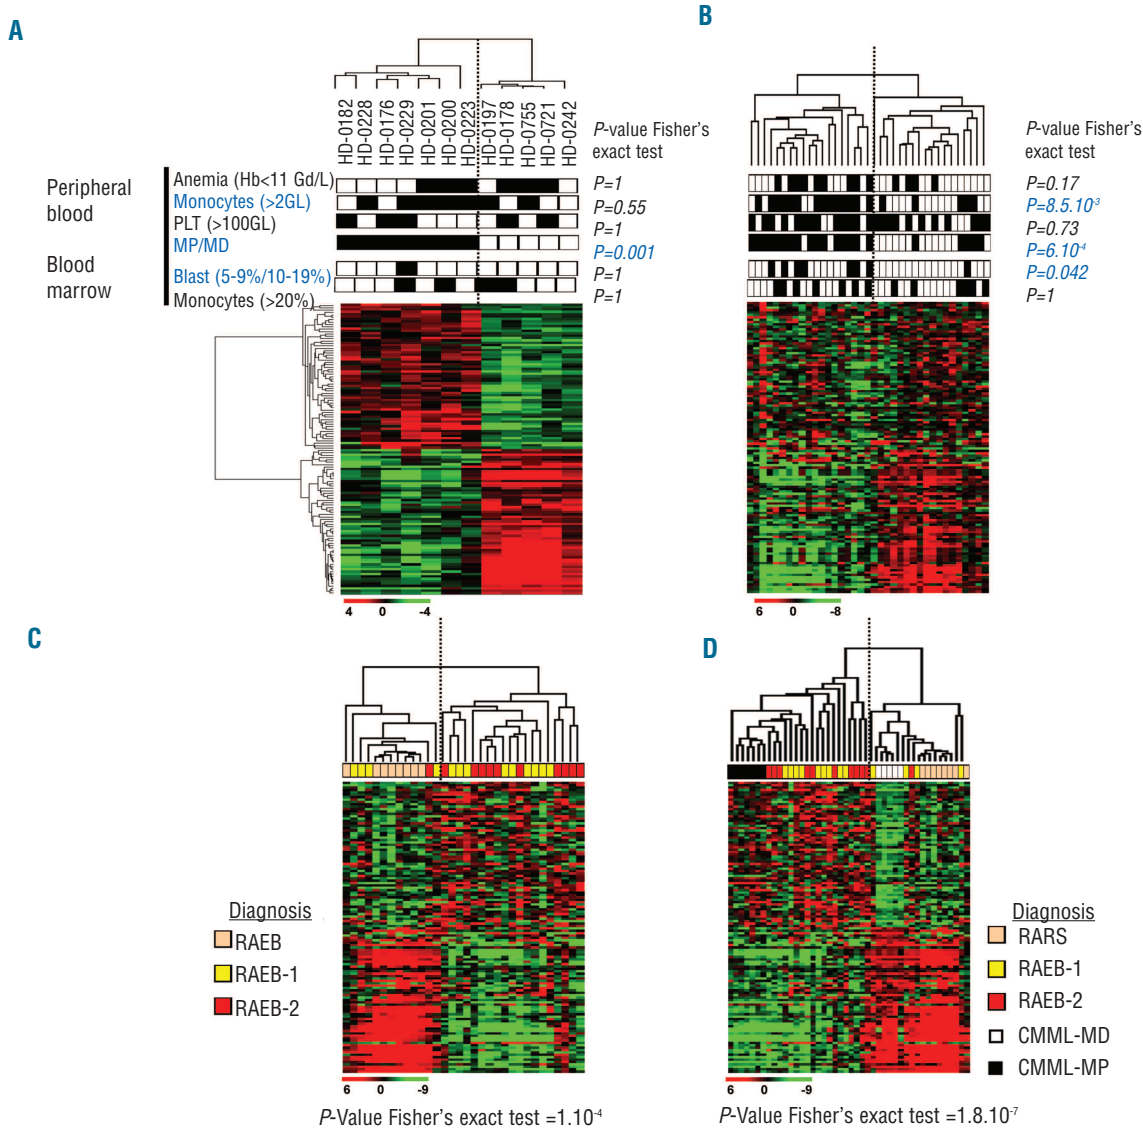 A
HD-0182
HD-0228
HD-0176
HD-0229
HD-0201
HD-0200
HD-0223
HD-0197
HD-0178
HD-0755
HD-0721
HD-0242
P-value Fisher's
exact test
Peripheral
blood
Blood
marrow
Anemia (Hb<11 Gd/L)
Monocytes (>2GL)
PLT (>100GL)
MP/MD
Blast (5-9%/10-19%)
Monocytes (>20%)
P=1
P=0.55
P=1
P=0.001
P=1
P=1
4 0 -4
B
P-value Fisher's
exact test
P=0.17
P=8.5.10⁻³
P=0.73
P=6.10⁻⁴
P=0.042
P=1
6 0 -8
C
Diagnosis
RAEB
RAEB-1
RAEB-2
6 0 -9
P-Value Fisher's exact test =1.10⁻⁴
D
Diagnosis
RARS
RAEB-1
RAEB-2
CMML-MD
CMML-MP
6 0 -9
P-Value Fisher's exact test =1.8.10⁻⁷